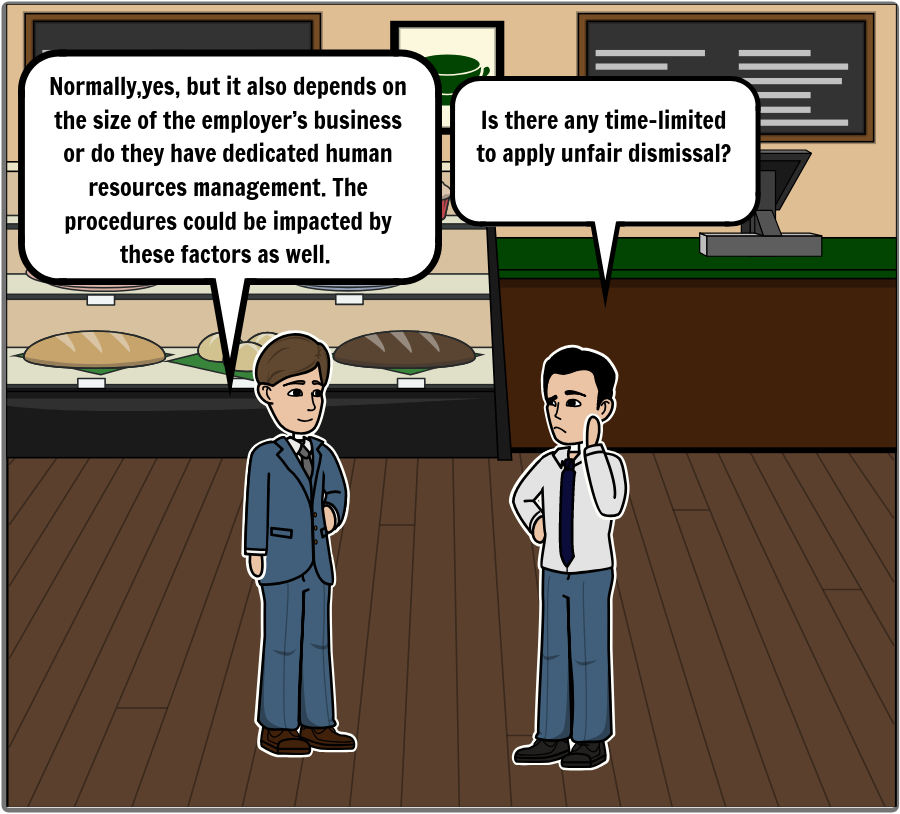 Normally,yes, but it also depends on
the size of the employer's business
or do they have dedicated human
resources management. The
procedures could be impacted by
these factors as well.
Is there any time-limited
to apply unfair dismissal?